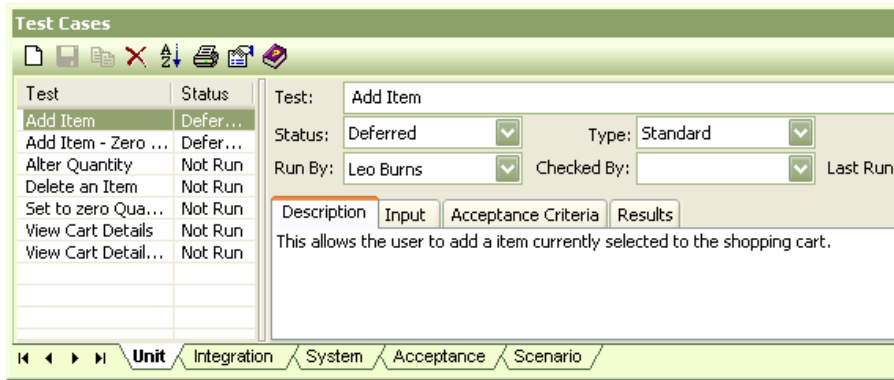 Test Cases
Test Status
Add Item Defer...
Add Item - Zero ... Defer...
Alter Quantity Not Run
Delete an Item Not Run
Set to zero Qua... Not Run
View Cart Details Not Run
View Cart Detail... Not Run
Test: Add Item
Status: Deferred Type: Standard
Run By: Leo Burns Checked By: Last Run
Description Input Acceptance Criteria Results
This allows the user to add a item currently selected to the shopping cart.
Unit Integration System Acceptance Scenario